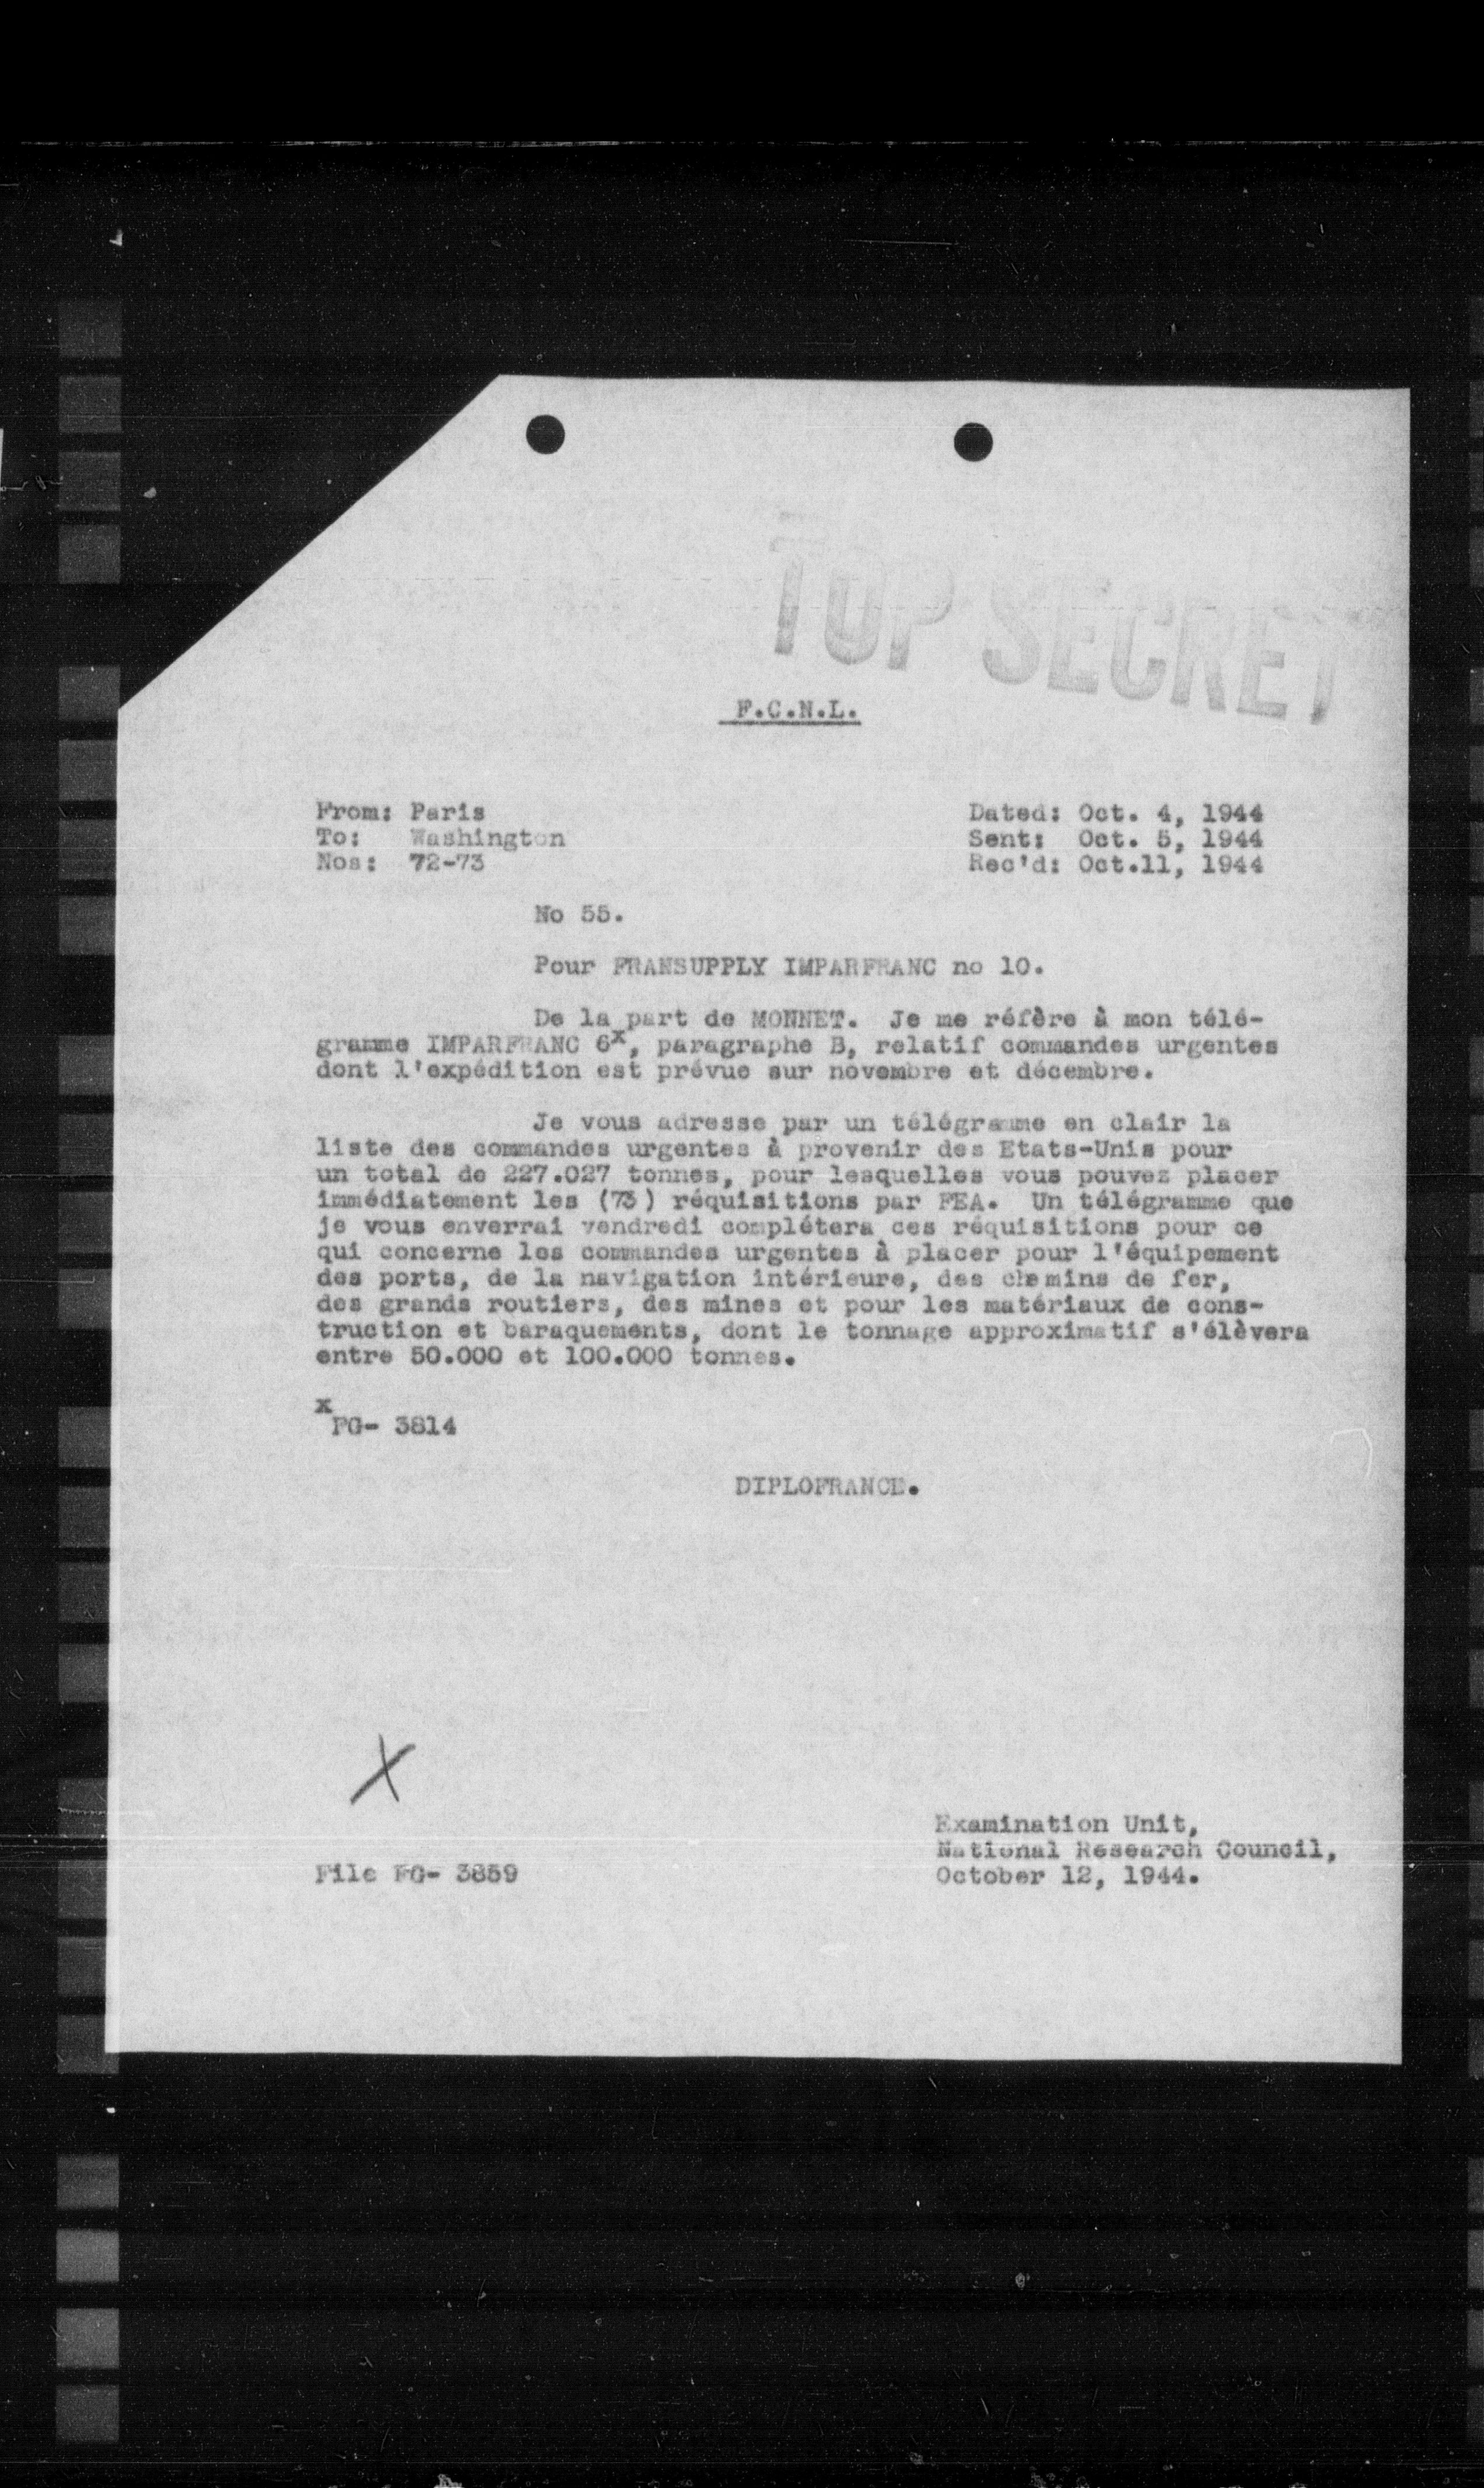 TOP SECRET
F.C.N.L.
From: Paris
To: Washington
Nos: 72-73
Dated: Oct. 4, 1944
Sent: Oct. 5, 1944
Rec'd: Oct.11, 1944
No 55.
Pour FRANSUPPLY IMPARFRANC no 10.
De la part de MONNET. Je me réfère à mon télé-
gramme IMPARFRANC 6x, paragraphe B, relatif commandes urgentes
dont l'expédition est prévue sur novembre et décembre.
Je vous adresse par un télégramme en clair la
liste des commandes urgentes à provenir des Etats-Unis pour
un total de 227.027 tonnes, pour lesquelles vous pouvez placer
immédiatement les (73) réquisitions par FEA. Un télégramme que
je vous enverrai vendredi complétera ces réquisitions pour ce
qui concerne les commandes urgentes à placer pour l'équipement
des ports, de la navigation intérieure, des chemins de fer,
des grands routiers, des mines et pour les matériaux de cons-
truction et baraquements, dont le tonnage approximatif s'élèvera
entre 50.000 et 100.000 tonnes.
x
FG- 3814
DIPLOFRANCE.
X
Examination Unit,
National Research Council,
October 12, 1944.
File FG- 3859